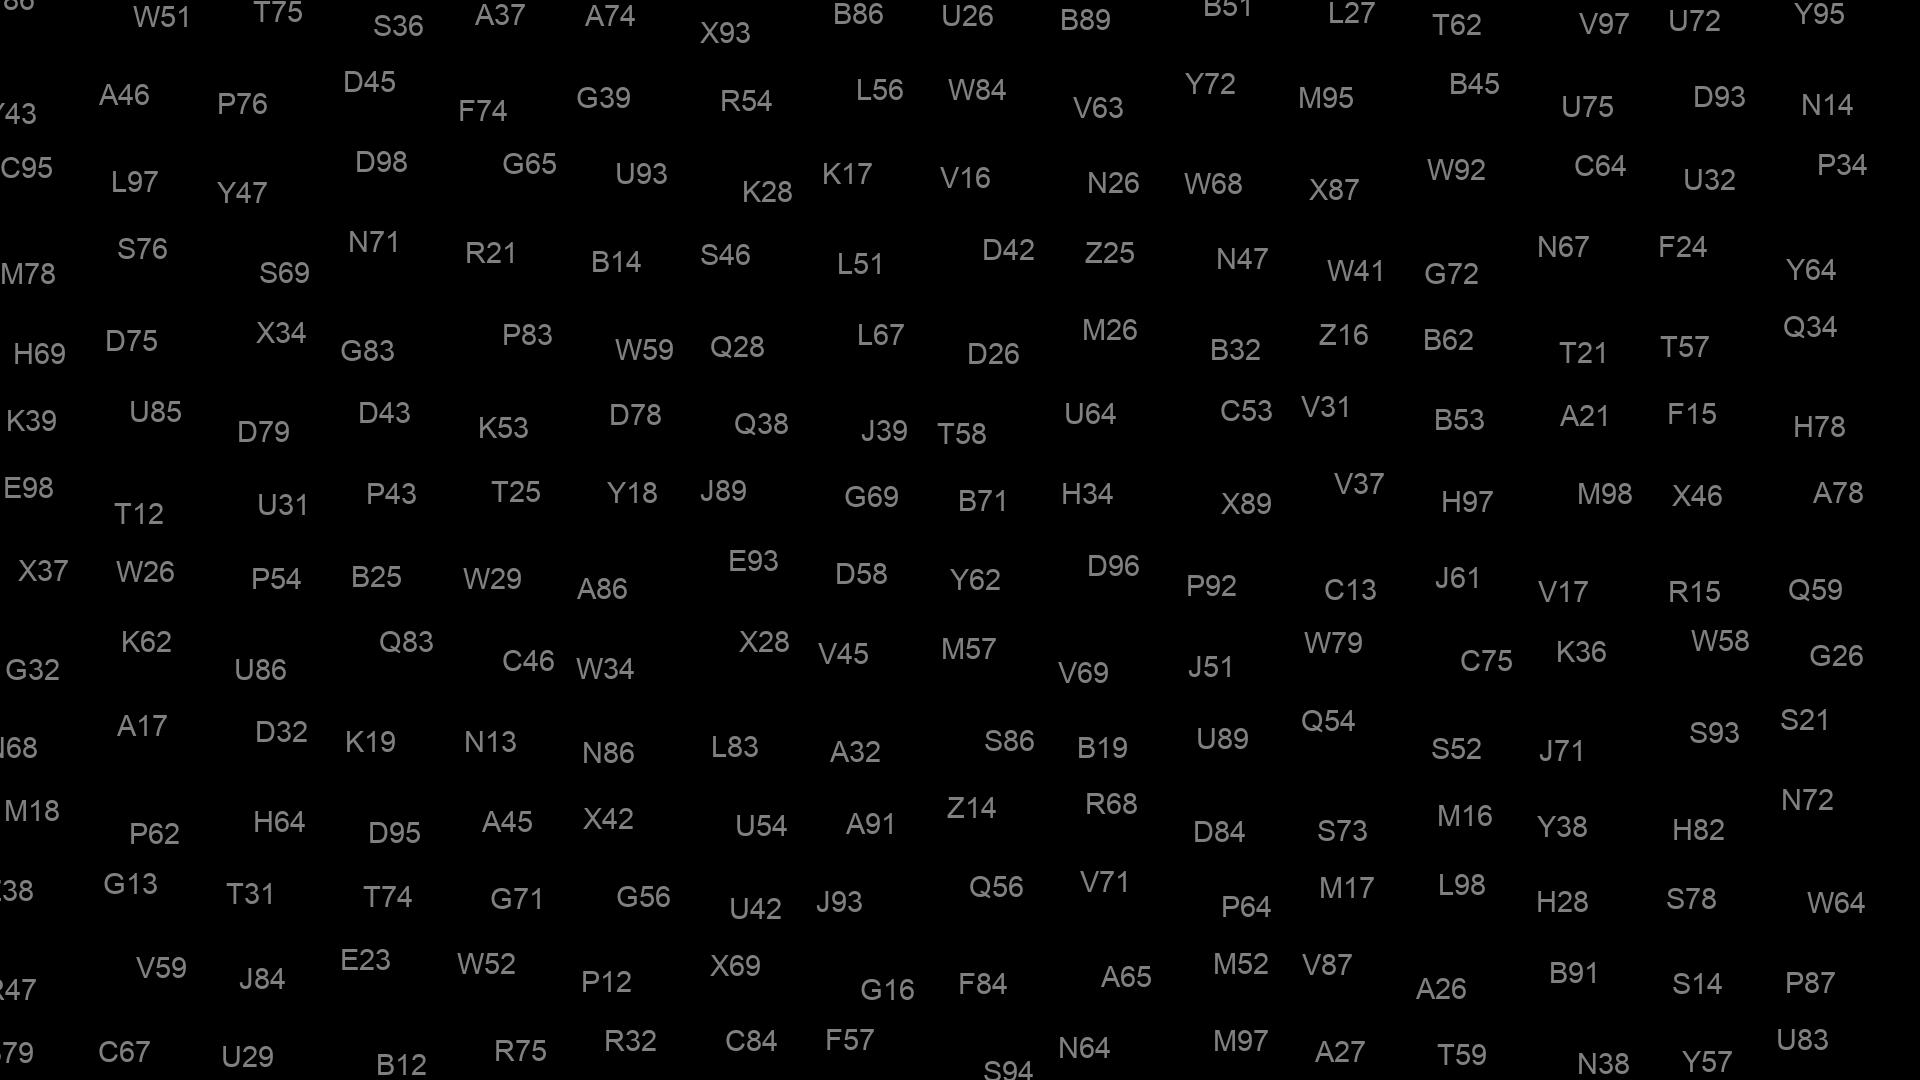 W51 T75 S36 A37 A74 X93 B86 U26 B89 B51 L27 T62 V97 U72 Y95
A46 P76 D45 F74 G39 R54 L56 W84 V63 Y72 M95 B45 U75 D93 N14
C95 L97 Y47 D98 G65 U93 K28 K17 V16 N26 W68 X87 W92 C64 U32 P34
M78 S76 S69 N71 R21 B14 S46 L51 D42 Z25 N47 W41 G72 N67 F24 Y64
H69 D75 X34 G83 P83 W59 Q28 L67 D26 M26 B32 Z16 B62 T21 T57 Q34
K39 U85 D79 D43 K53 D78 Q38 J39 T58 U64 C53 V31 B53 A21 F15 H78
E98 T12 U31 P43 T25 Y18 J89 G69 B71 H34 X89 V37 H97 M98 X46 A78
X37 W26 P54 B25 W29 A86 E93 D58 Y62 D96 P92 C13 J61 V17 R15 Q59
G32 K62 U86 Q83 C46 W34 X28 V45 M57 V69 J51 W79 C75 K36 W58 G26
A17 D32 K19 N13 N86 L83 A32 S86 B19 U89 Q54 S52 J71 S93 S21
M18 P62 H64 D95 A45 X42 U54 A91 Z14 R68 D84 S73 M16 Y38 H82 N72
G13 T31 T74 G71 G56 U42 J93 Q56 V71 P64 M17 L98 H28 S78 W64
V59 J84 E23 W52 P12 X69 G16 F84 A65 M52 V87 A26 B91 S14 P87
C67 U29 B12 R75 R32 C84 F57 S94 N64 M97 A27 T59 N38 Y57 U83